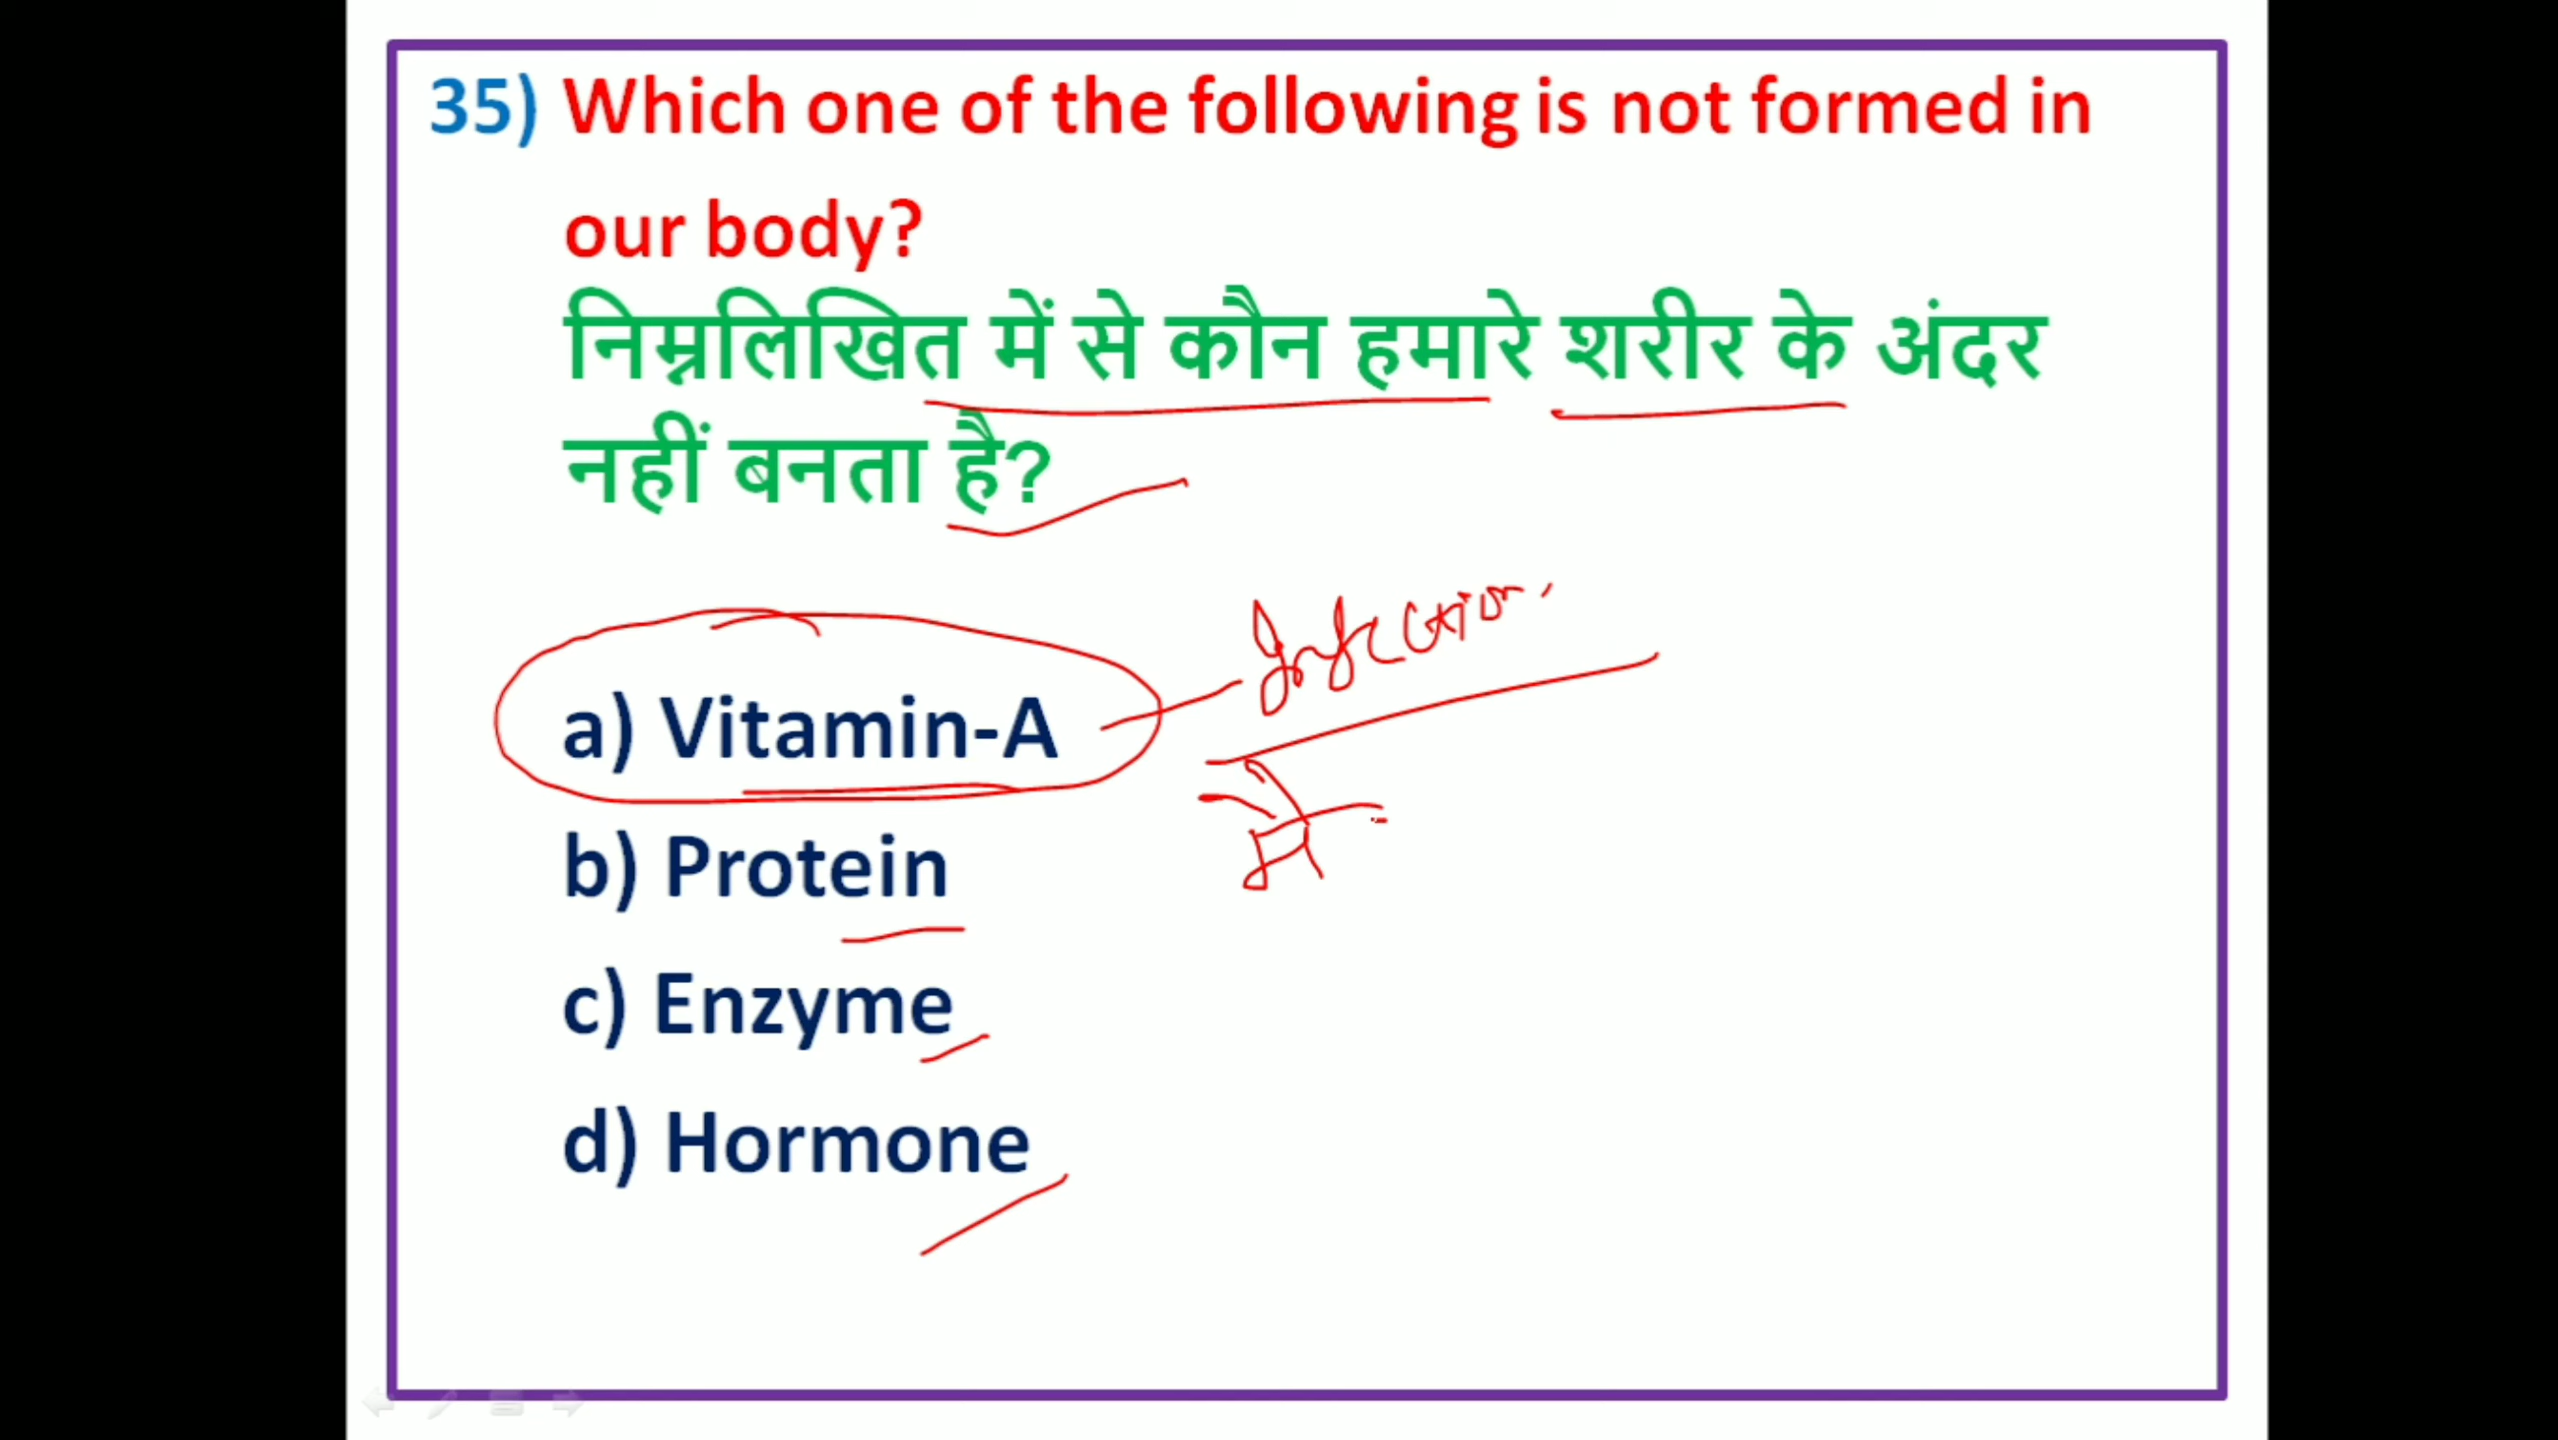 35) Which one of the following is not formed in
our body?
निम्नलिखित में से कौन हमारे शरीर के अंदर
नहीं बनता है?
Infection
a) Vitamin-A
b) Protein
c) Enzyme
d) Hormone